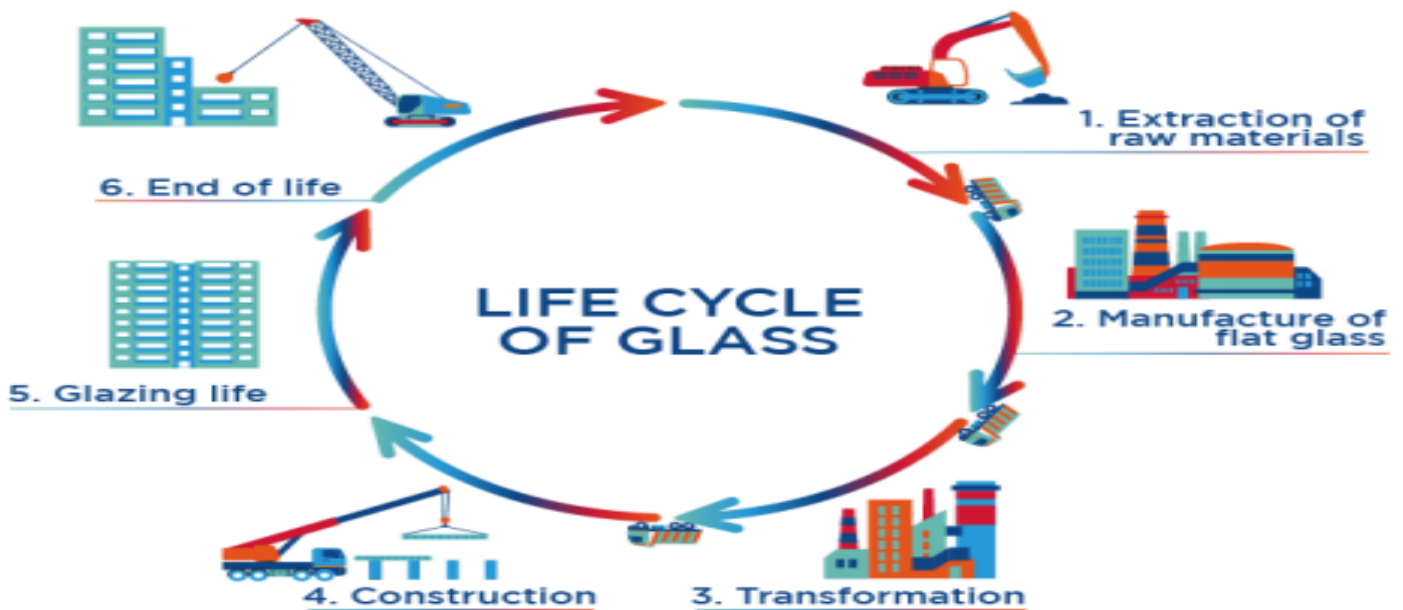 LIFE CYCLE
OF GLASS
1. Extraction of
raw materials
2. Manufacture of
flat glass
3. Transformation
4. Construction
5. Glazing life
6. End of life